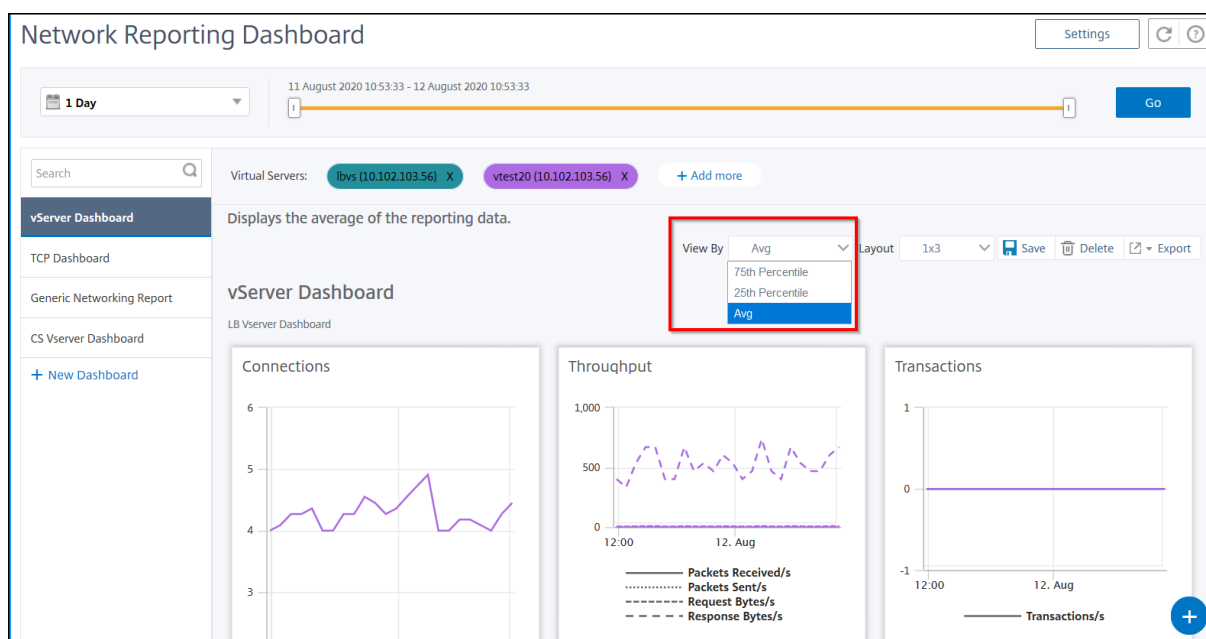 Network Reporting Dashboard
Settings
11 August 2020 10:53:33 - 12 August 2020 10:53:33
1 Day
Go
Search
Virtual Servers:
lbvs (10.102.103.56) X
vtest20 (10.102.103.56) X
+ Add more
vServer Dashboard
TCP Dashboard
Generic Networking Report
CS Vserver Dashboard
+ New Dashboard
Displays the average of the reporting data.
View By
Avg
75th Percentile
25th Percentile
Avg
Layout
1x3
Save
Delete
Export
vServer Dashboard
LB Vserver Dashboard
Connections
6
5
4
3
Throughput
1,000
500
0
12:00
12. Aug
Packets Received/s
Packets Sent/s
Request Bytes/s
Response Bytes/s
Transactions
1
0
-1
12:00
12. Aug
Transactions/s